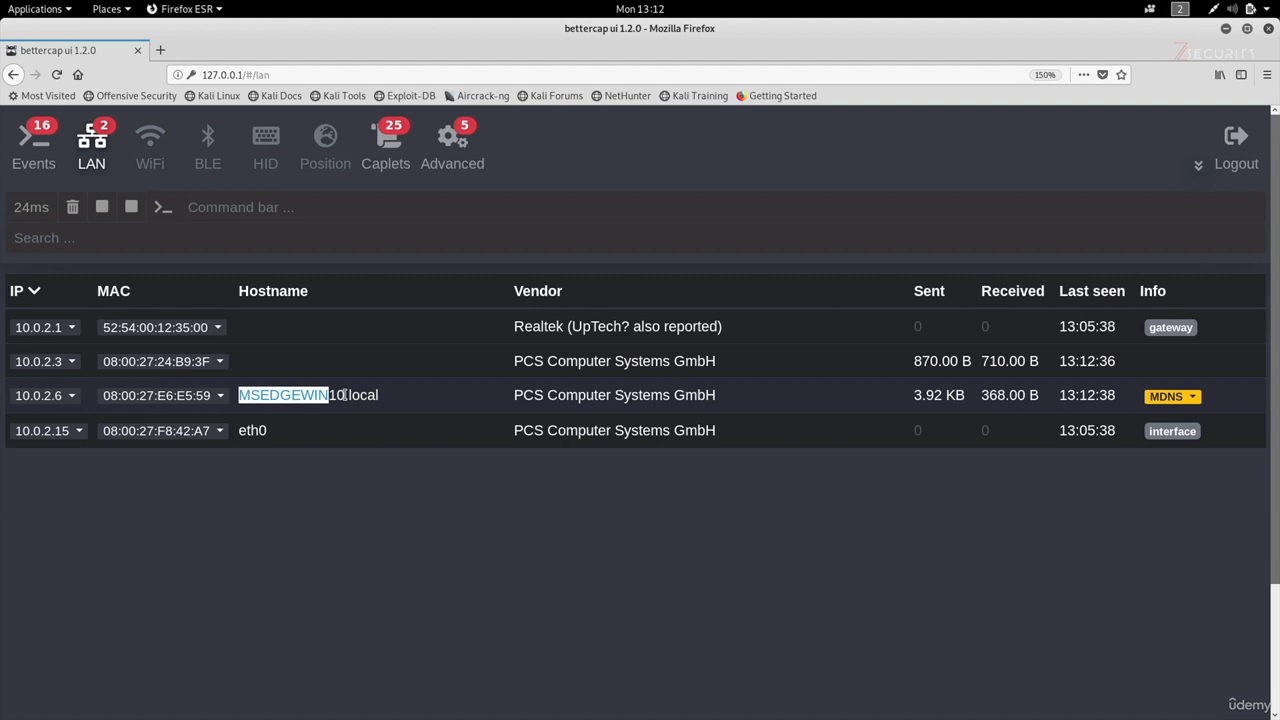 Applications Places Firefox ESR Mon 13:12 2
bettercap ui 1.2.0 - Mozilla Firefox
bettercap ui 1.2.0
127.0.0.1/#/lan 150%
Most Visited Offensive Security Kali Linux Kali Docs Kali Tools Exploit-DB Aircrack-ng Kali Forums NetHunter Kali Training Getting Started
16 2 25 5
Events LAN WiFi BLE HID Position Caplets Advanced Logout
24ms Command bar ...
Search ...
IP MAC Hostname Vendor Sent Received Last seen Info
10.0.2.1 52:54:00:12:35:00 Realtek (UpTech? also reported) 0 0 13:05:38 gateway
10.0.2.3 08:00:27:24:B9:3F PCS Computer Systems GmbH 870.00 B 710.00 B 13:12:36
10.0.2.6 08:00:27:E6:E5:59 MSEDGEWIN10.local PCS Computer Systems GmbH 3.92 KB 368.00 B 13:12:38 MDNS
10.0.2.15 08:00:27:F8:42:A7 eth0 PCS Computer Systems GmbH 0 0 13:05:38 interface
ûdemy